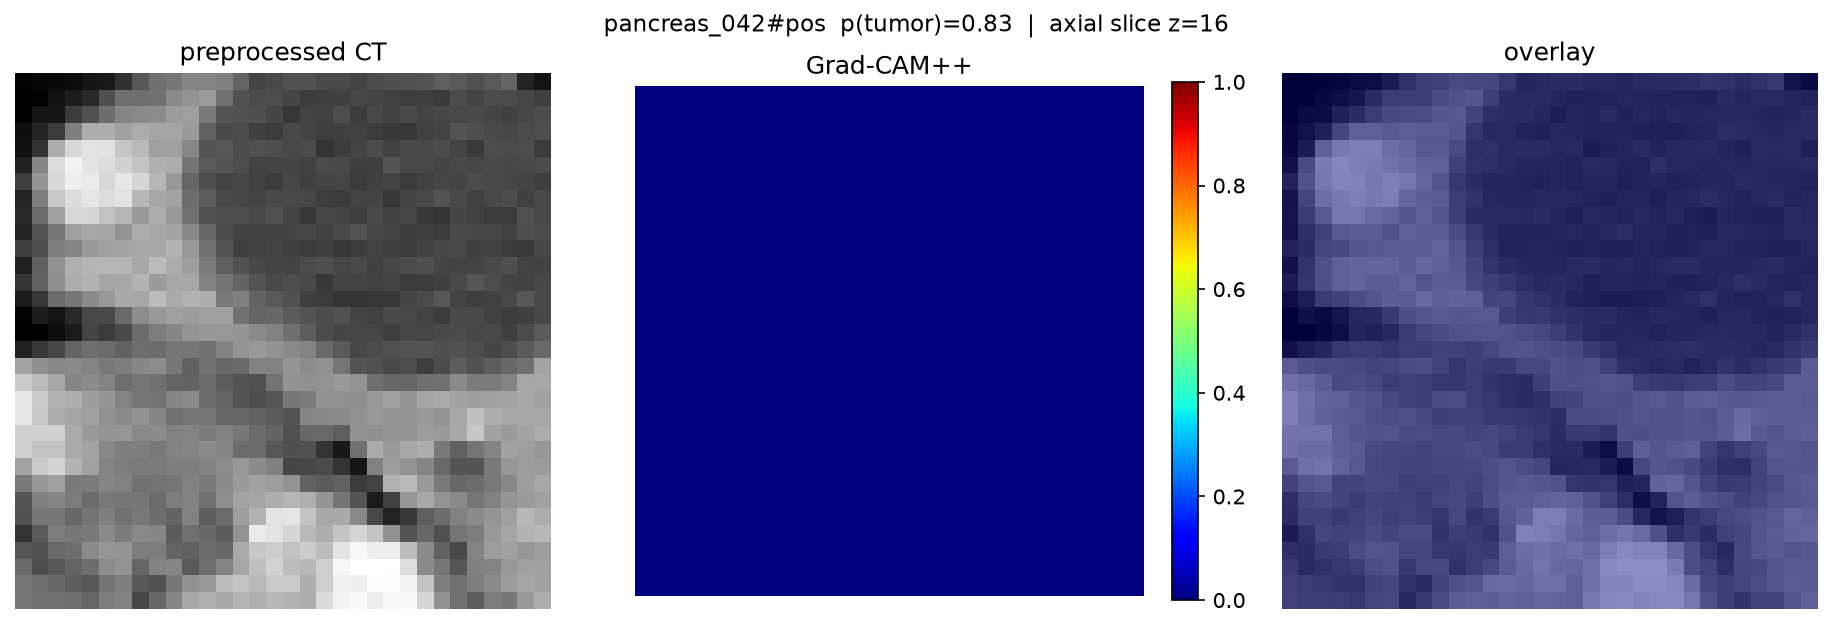 pancreas_042#pos  p(tumor)=0.83  |  axial slice z=16
preprocessed CT
Grad-CAM++
overlay
1.0
0.8
0.6
0.4
0.2
0.0